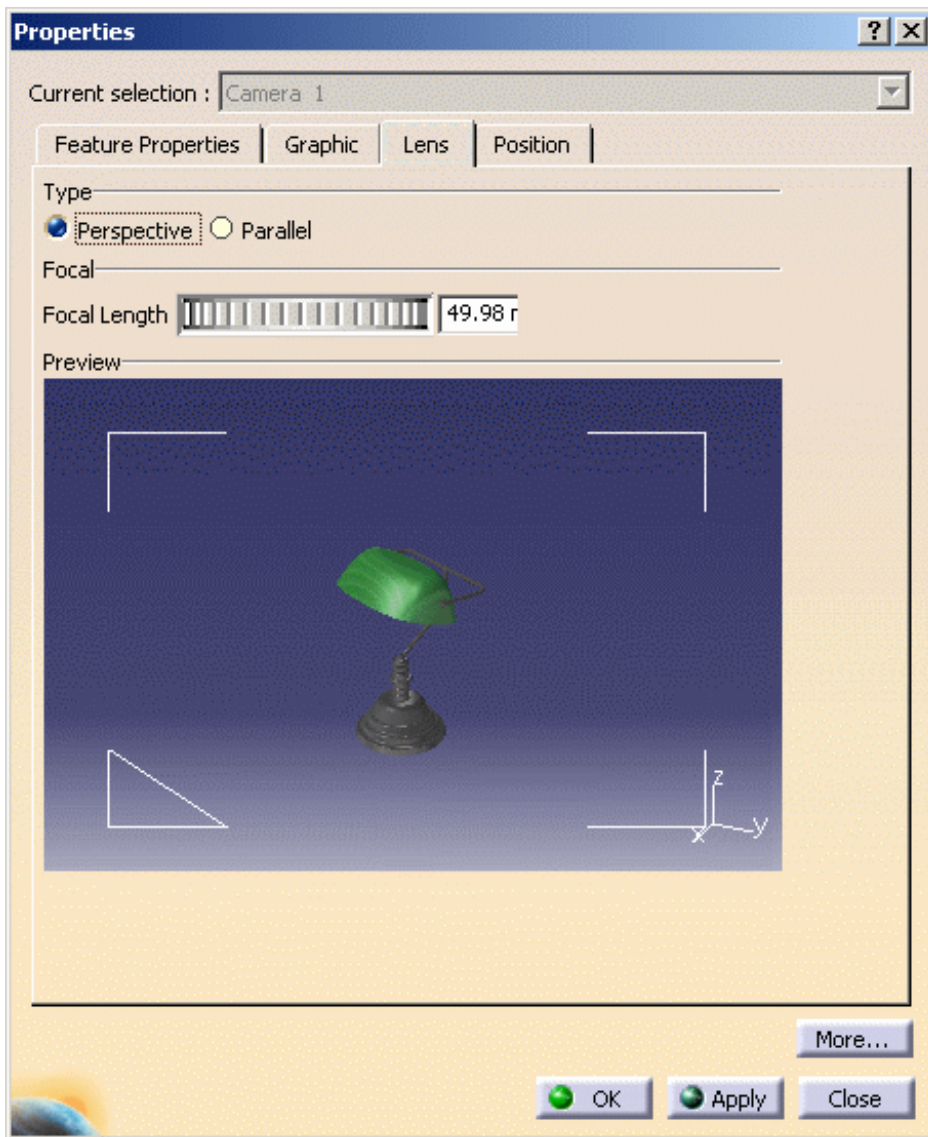 Properties
Current selection : Camera 1
Feature Properties Graphic Lens Position
Type
Perspective Parallel
Focal
Focal Length 49.98
Preview
z
x y
More...
OK Apply Close